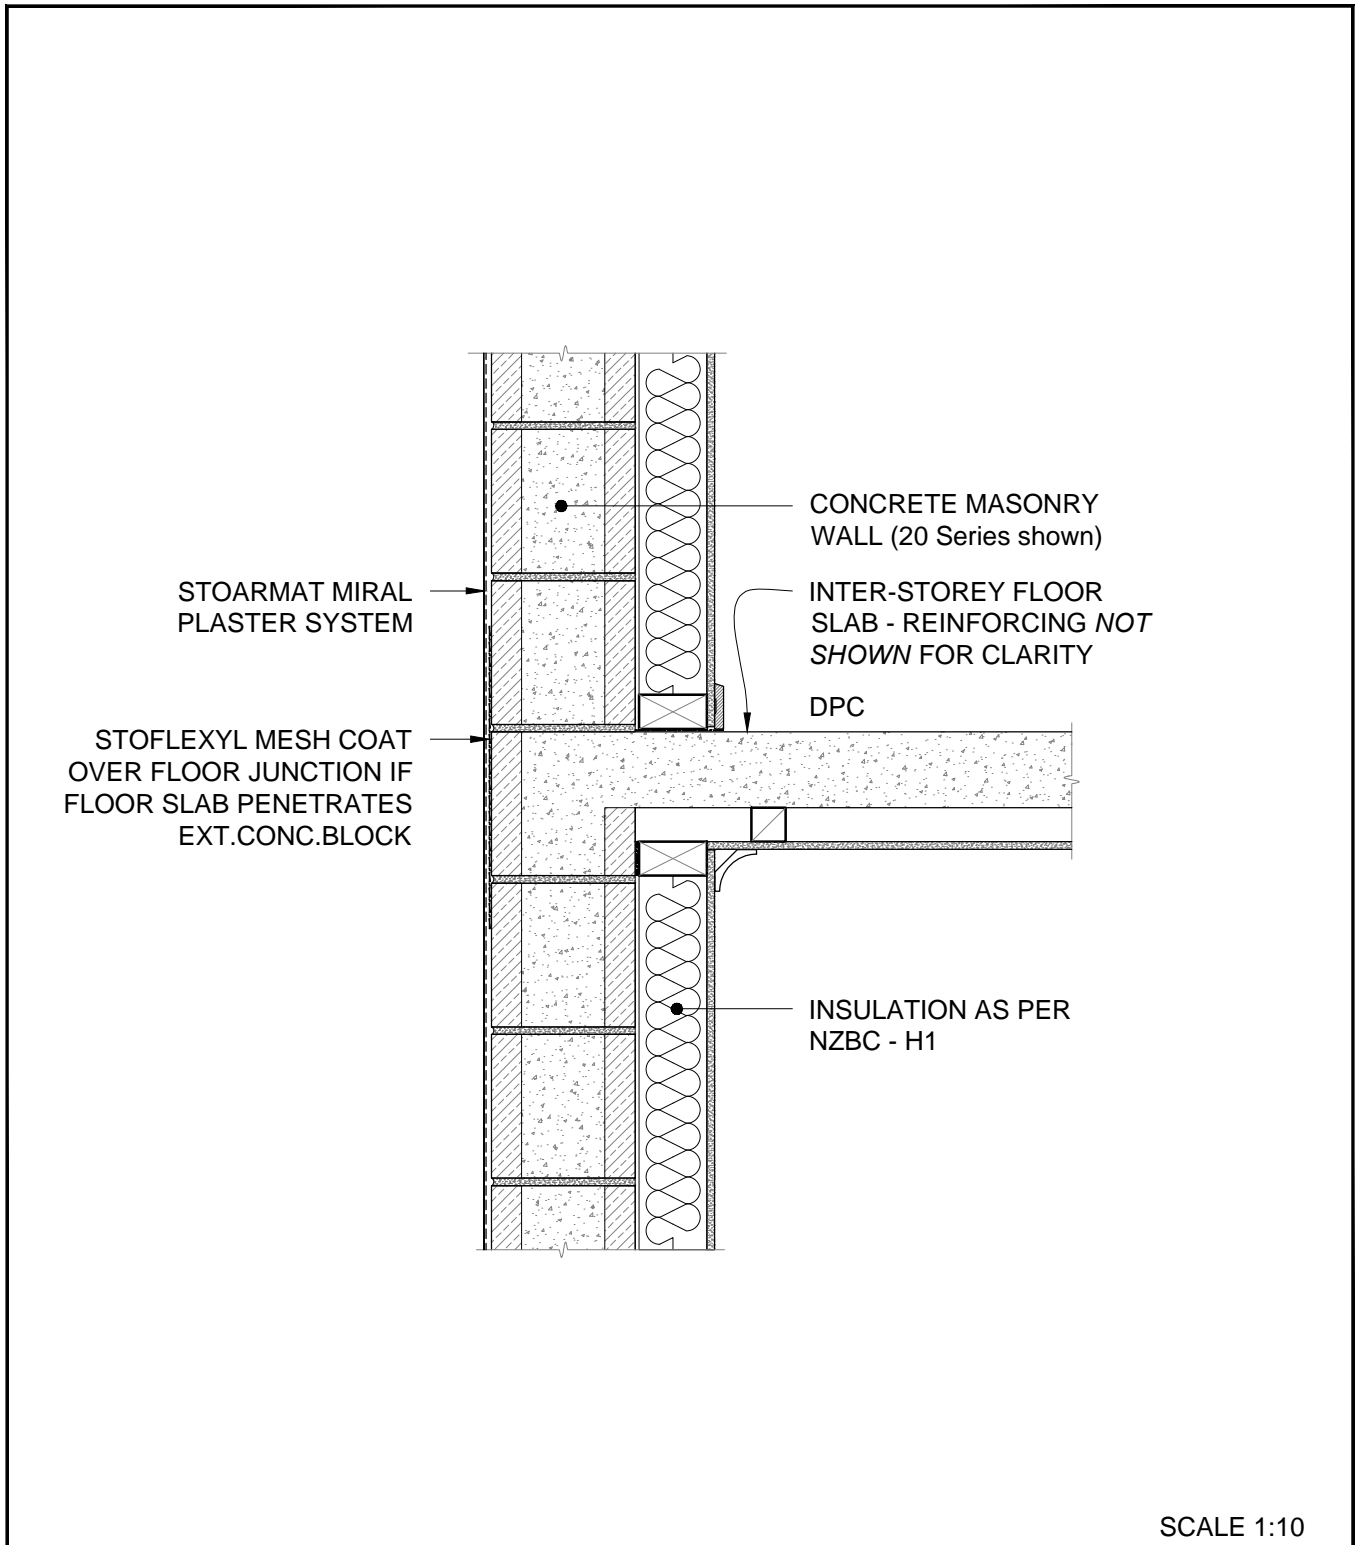 CONCRETE MASONRY
WALL (20 Series shown)
STOARMAT MIRAL
PLASTER SYSTEM
INTER-STOREY FLOOR
SLAB - REINFORCING NOT
SHOWN FOR CLARITY
DPC
STOFLEXYL MESH COAT
OVER FLOOR JUNCTION IF
FLOOR SLAB PENETRATES
EXT.CONC.BLOCK
INSULATION AS PER
NZBC - H1
SCALE 1:10